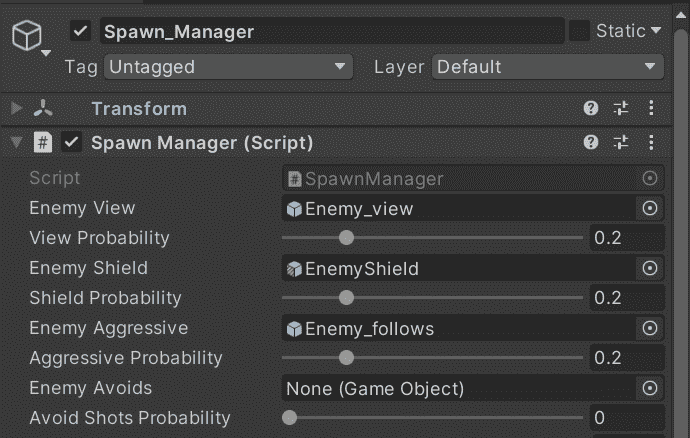 Spawn_Manager Static
Tag Untagged Layer Default
Transform
# Spawn Manager (Script)
Script # SpawnManager
Enemy View Enemy_view
View Probability 0.2
Enemy Shield EnemyShield
Shield Probability 0.2
Enemy Aggressive Enemy_follows
Aggressive Probability 0.2
Enemy Avoids None (Game Object)
Avoid Shots Probability 0